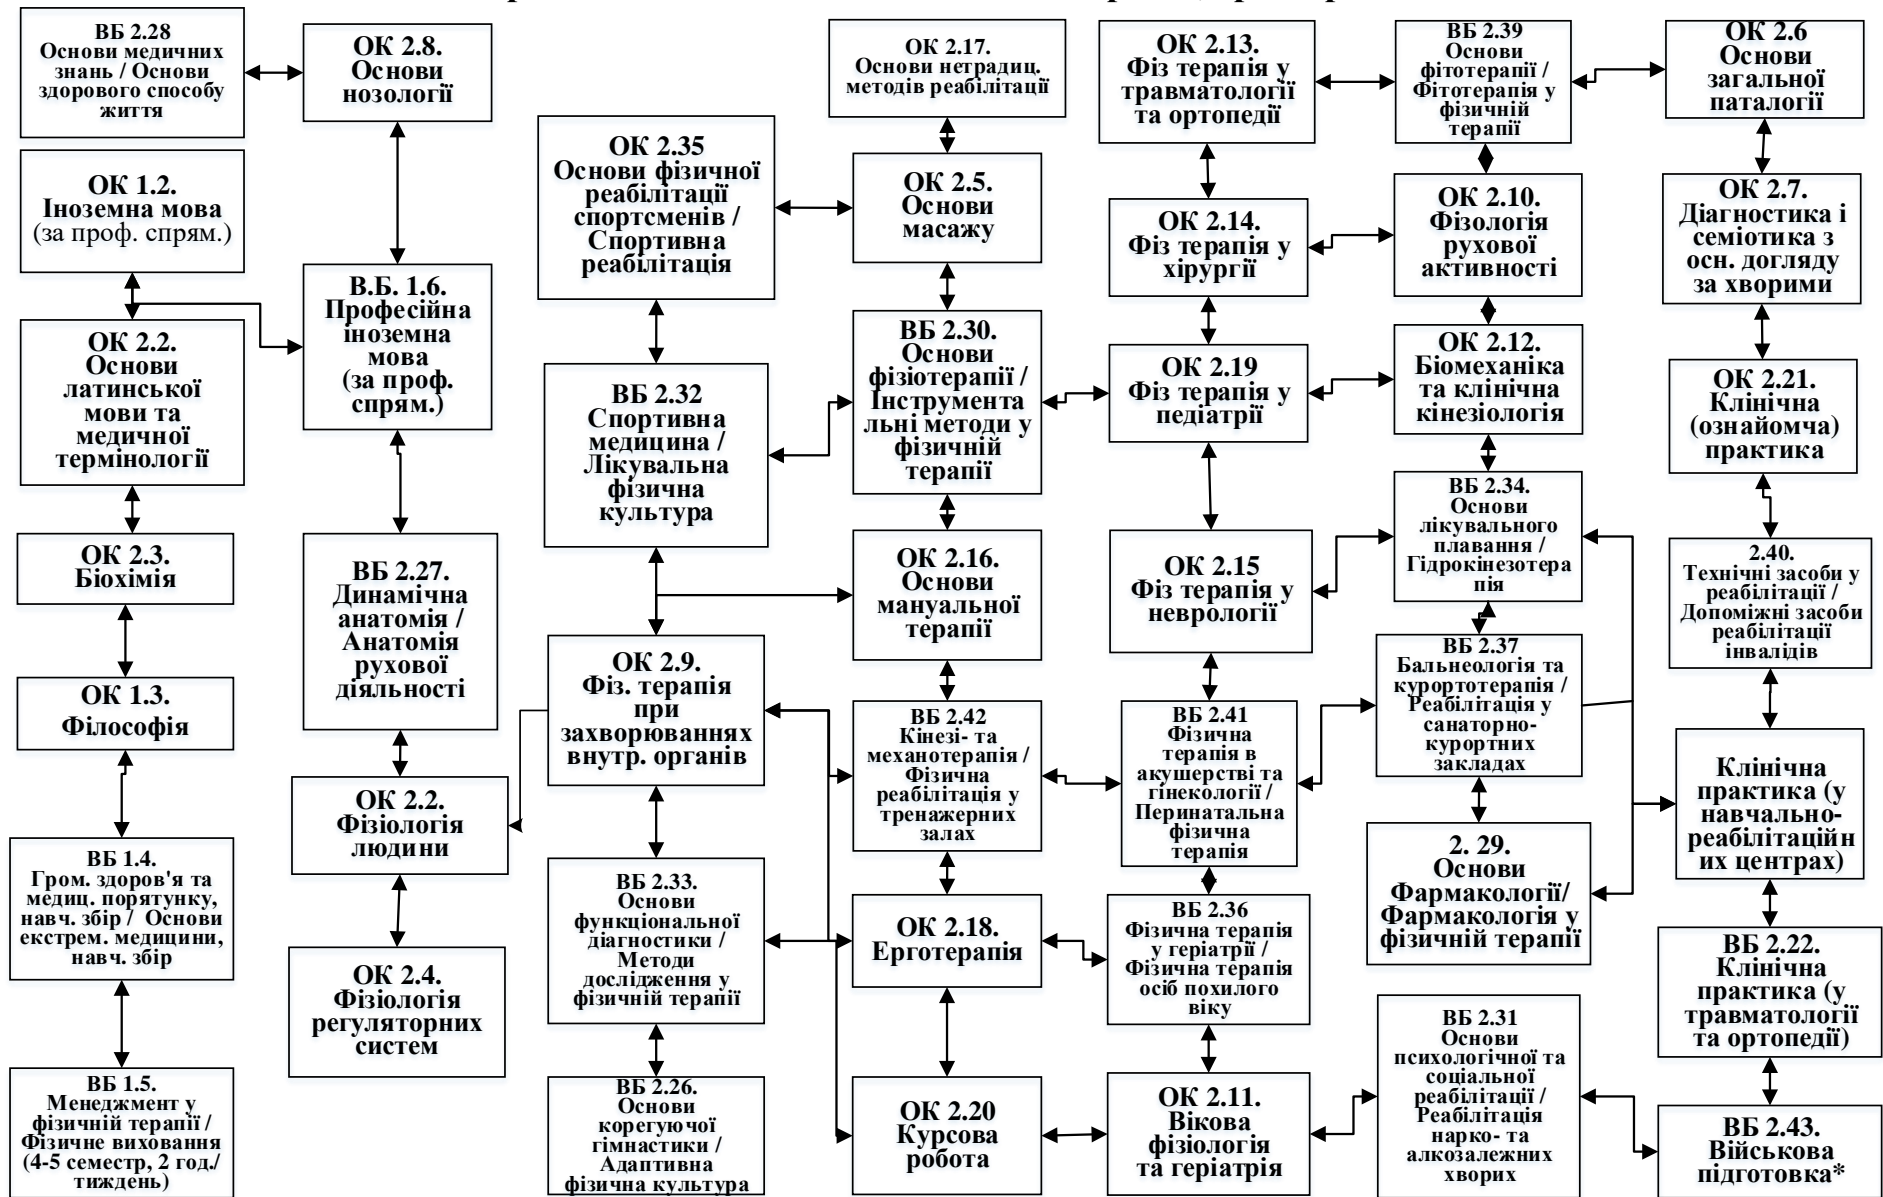 ВБ 2.28
Основи медичних
знань / Основи
здорового способу
життя
ОК 1.2.
Іноземна мова
(за проф. спрям.)
ОК 2.2.
Основи
латинської
мови та
медичної
термінології
ОК 2.3.
Біохімія
ОК 1.3.
Філософія
ВБ 1.4.
Гром. здоров'я та
медиц. порятунку,
навч. збір / Основи
екстрем. медицини,
навч. збір
ВБ 1.5.
Менеджмент у
фізичній терапії /
Фізичне виховання
(4-5 семестр, 2 год./
тиждень)
ОК 2.8.
Основи
нозології
В.Б. 1.6.
Професійна
іноземна
мова
(за проф.
спрям.)
ВБ 2.27.
Динамічна
анатомія /
Анатомія
рухової
діяльності
ОК 2.2.
Фізіологія
людини
ОК 2.4.
Фізіологія
регуляторних
систем
ОК 2.35
Основи фізичної
реабілітації
спортсменів /
Спортивна
реабілітація
ВБ 2.32
Спортивна
медицина /
Лікувальна
фізична
культура
ОК 2.9.
Фіз. терапія
при
захворюваннях
внутр. органів
ВБ 2.33.
Основи
функціональної
діагностики /
Методи
дослідження у
фізичній терапії
ВБ 2.26.
Основи
корегуючої
гімнастики /
Адаптивна
фізична культура
ОК 2.17.
Основи нетрадиц.
методів реабілітації
ОК 2.5.
Основи
масажу
ВБ 2.30.
Основи
фізіотерапії /
Інструмента
льні методи у
фізичній
терапії
ОК 2.16.
Основи
мануальної
терапії
ВБ 2.42
Кінезі- та
механотерапія /
Фізична
реабілітація у
тренажерних
залах
ОК 2.18.
Ерготерапія
ОК 2.20
Курсова
робота
ОК 2.13.
Фіз терапія у
травматології
та ортопедії
ОК 2.14.
Фіз терапія у
хірургії
ОК 2.19
Фіз терапія у
педіатрії
ОК 2.15
Фіз терапія у
неврології
ВБ 2.41
Фізична
терапія в
акушерстві та
гінекології /
Перинатальна
фізична
терапія
ВБ 2.36
Фізична терапія
у геріатрії /
Фізична терапія
осіб похилого
віку
ОК 2.11.
Вікова
фізіологія
та геріатрія
ВБ 2.39
Основи
фітотерапії /
Фітотерапія у
фізичній
терапії
ОК 2.10.
Фізологія
рухової
активності
ОК 2.12.
Біомеханіка
та клінічна
кінезіологія
ВБ 2.34.
Основи
лікувального
плавання /
Гідрокінезотера
пія
ВБ 2.37
Бальнеологія та
курортотерапія /
Реабілітація у
санаторно-
курортних
закладах
2. 29.
Основи
Фармакології/
Фармакологія у
фізичній терапії
ВБ 2.31
Основи
психологічної та
соціальної
реабілітації /
Реабілітація
нарко- та
алкозалежних
хворих
ОК 2.6
Основи
загальної
паталогії
ОК 2.7.
Діагностика і
семіотика з
осн. догляду
за хворими
ОК 2.21.
Клінічна
(ознайомча)
практика
2.40.
Технічні засоби у
реабілітації /
Допоміжні засоби
реабілітації
інвалідів
Клінічна
практика (у
навчально-
реабілітаційн
их центрах)
ВБ 2.22.
Клінічна
практика (у
травматології
та ортопедії)
ВБ 2.43.
Військова
підготовка*